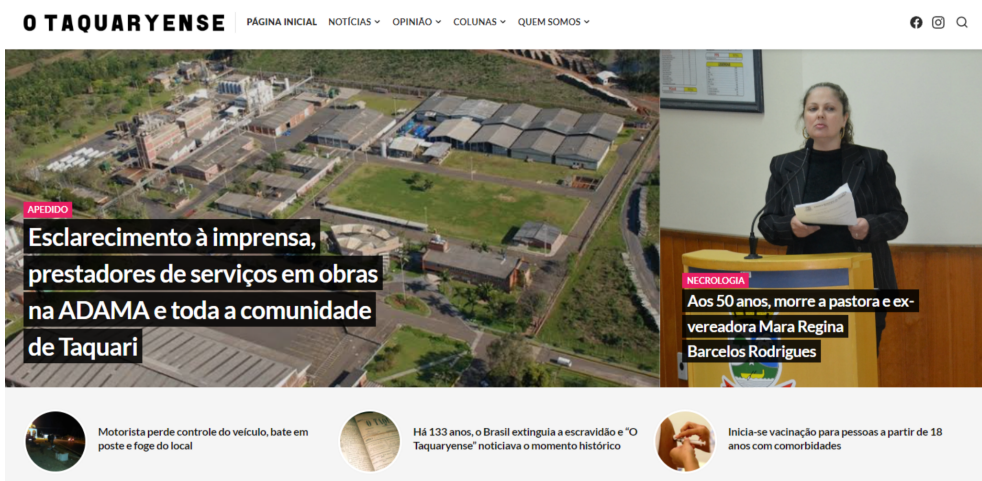 O TAQUARYENSE
PÁGINA INICIAL NOTÍCIAS OPINIÃO COLUNAS QUEM SOMOS
APEDIDO
Esclarecimento à imprensa,
prestadores de serviços em obras
na ADAMA e toda a comunidade
de Taquari
NECROLOGIA
Aos 50 anos, morre a pastora e ex-
vereadora Mara Regina
Barcelos Rodrigues
Motorista perde controle do veículo, bate em
poste e foge do local
Há 133 anos, o Brasil extinguia a escravidão e "O
Taquaryense" noticiava o momento histórico
Inicia-se vacinação para pessoas a partir de 18
anos com comorbidades